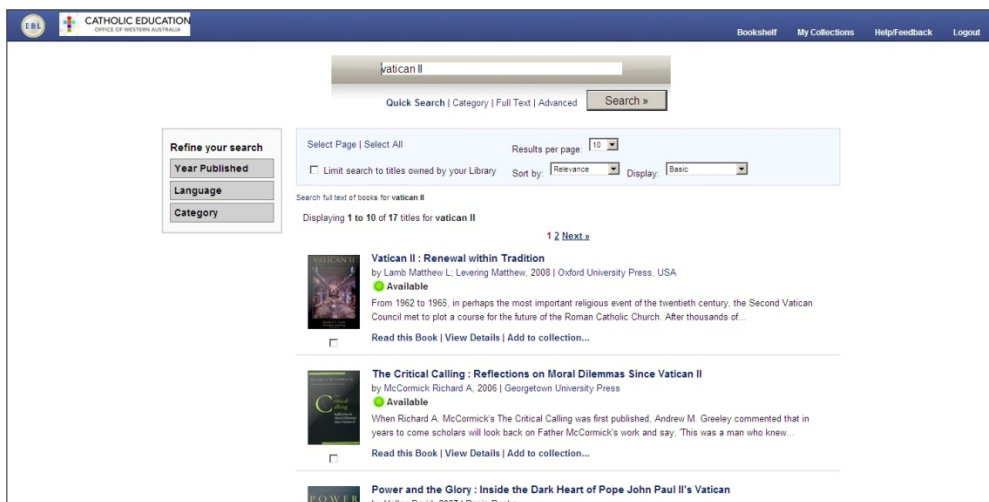 EBL
CATHOLIC EDUCATION
OFFICE OF WESTERN AUSTRALIA
Bookshelf My Collections Help/Feedback Logout
vatican II
Quick Search | Category | Full Text | Advanced Search »
Refine your search
Year Published
Language
Category
Select Page | Select All Results per page: 10
Limit search to titles owned by your Library Sort by: Relevance Display: Basic
Search full text of books for vatican II
Displaying 1 to 10 of 17 titles for vatican II
1 2 Next »
VATICAN II
Vatican II : Renewal within Tradition
by Lamb Matthew L; Levering Matthew, 2008 | Oxford University Press, USA
Available
From 1962 to 1965, in perhaps the most important religious event of the twentieth century, the Second Vatican
Council met to plot a course for the future of the Roman Catholic Church. After thousands of...
Read this Book | View Details | Add to collection...
The Critical Calling : Reflections on Moral Dilemmas Since Vatican II
by McCormick Richard A, 2006 | Georgetown University Press
Available
When Richard A. McCormick's The Critical Calling was first published, Andrew M. Greeley commented that in
years to come scholars will look back on Father McCormick's work and say, 'This was a man who knew...
Read this Book | View Details | Add to collection...
POWER
Power and the Glory : Inside the Dark Heart of Pope John Paul II's Vatican